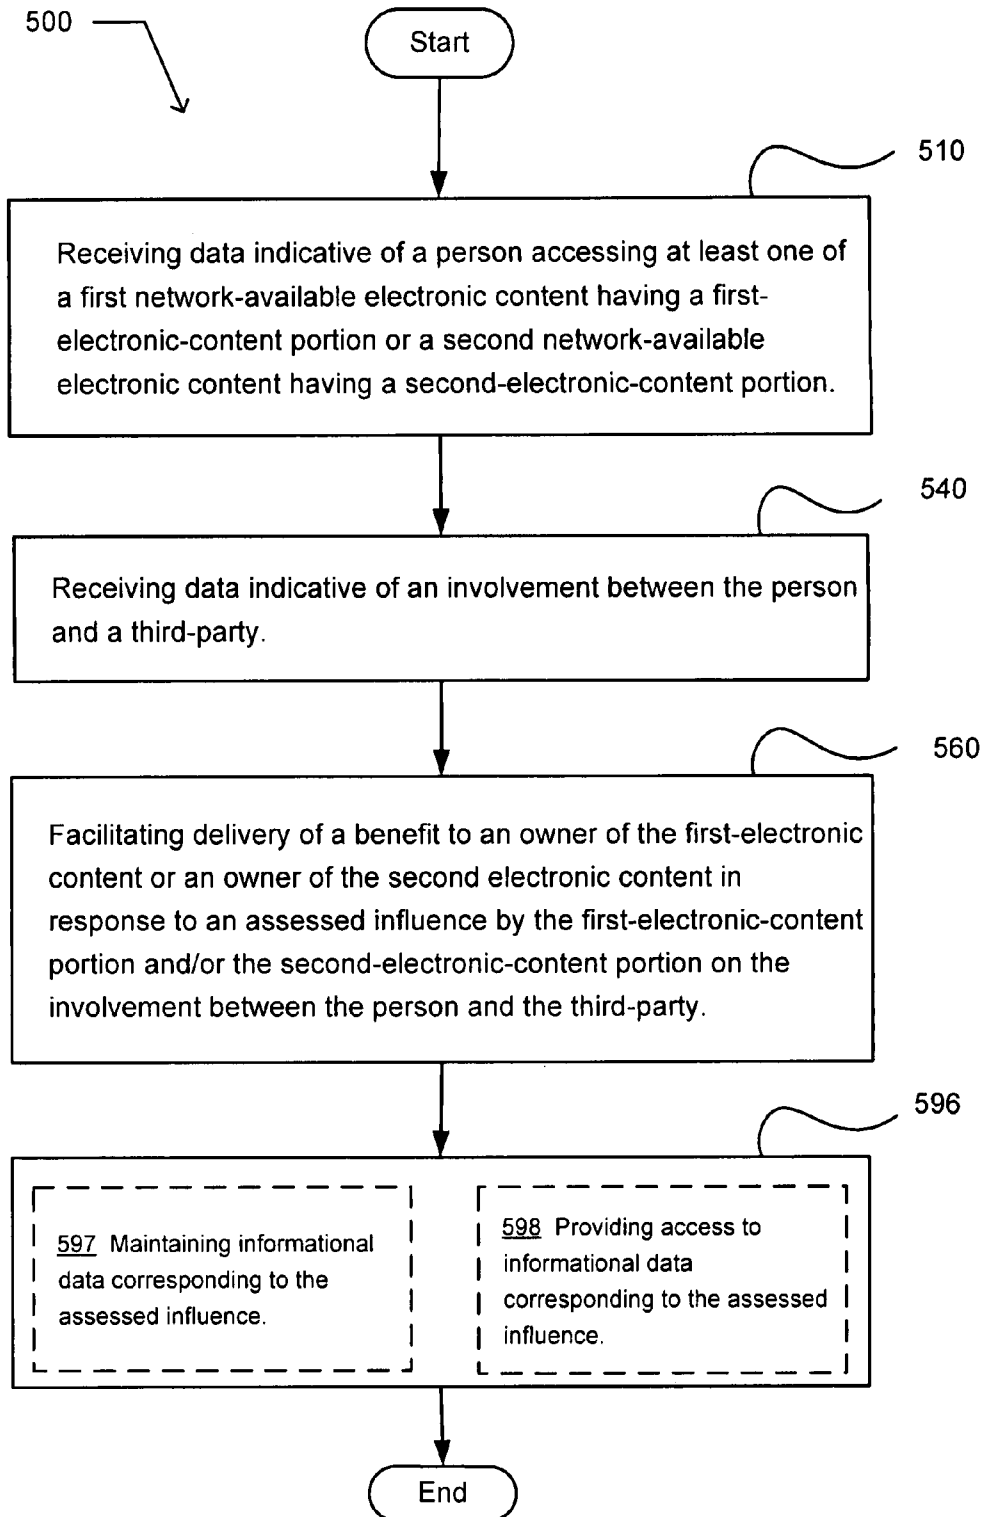 500
Start
510
Receiving data indicative of a person accessing at least one of
a first network-available electronic content having a first-
electronic-content portion or a second network-available
electronic content having a second-electronic-content portion.
540
Receiving data indicative of an involvement between the person
and a third-party.
560
Facilitating delivery of a benefit to an owner of the first-electronic
content or an owner of the second electronic content in
response to an assessed influence by the first-electronic-content
portion and/or the second-electronic-content portion on the
involvement between the person and the third-party.
596
597 Maintaining informational
data corresponding to the
assessed influence.
598 Providing access to
informational data
corresponding to the assessed
influence.
End